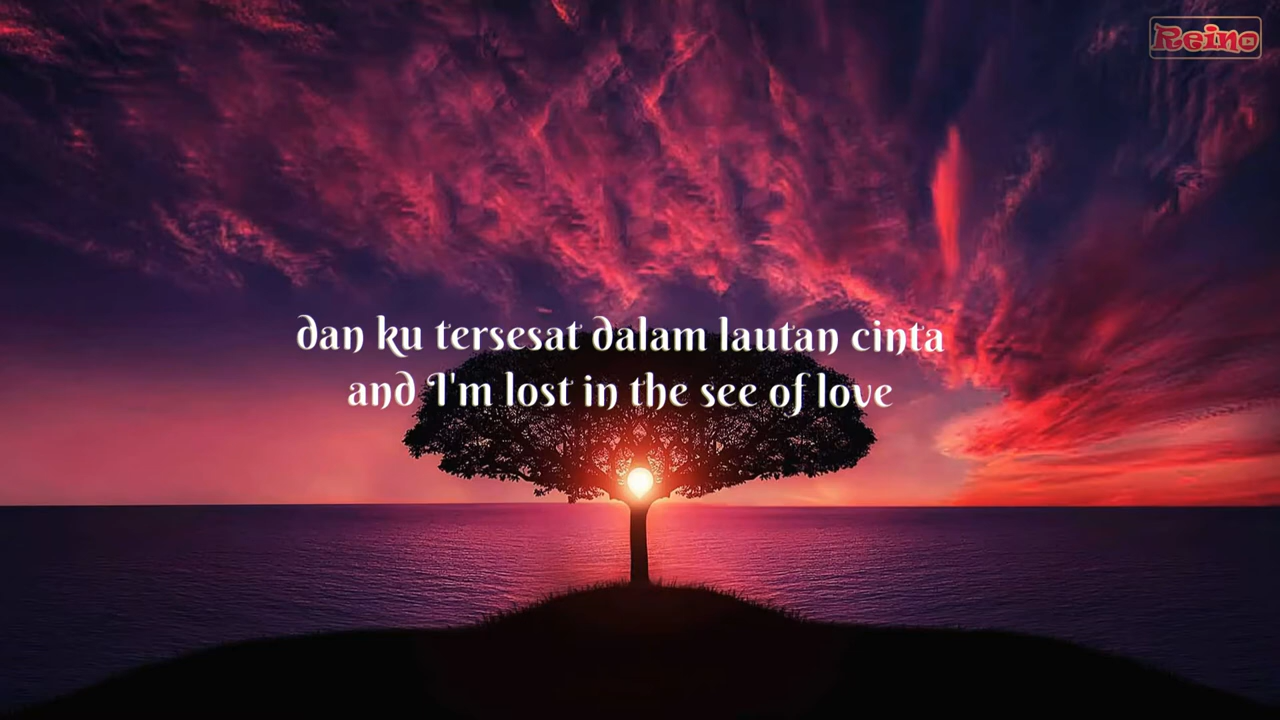 Reino
dan ku tersesat dalam lautan cinta
and I'm lost in the see of love